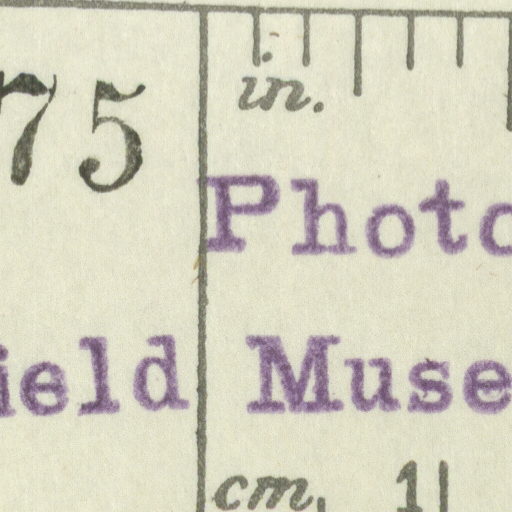 75 in.
Photo
ield Muse
cm. 1